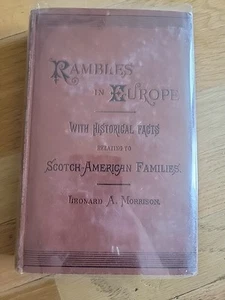 RAMBLES
IN EUROPE
WITH HISTORICAL FACTS
RELATING TO
SCOTCH-AMERICAN FAMILIES.
LEONARD A. MORRISON.